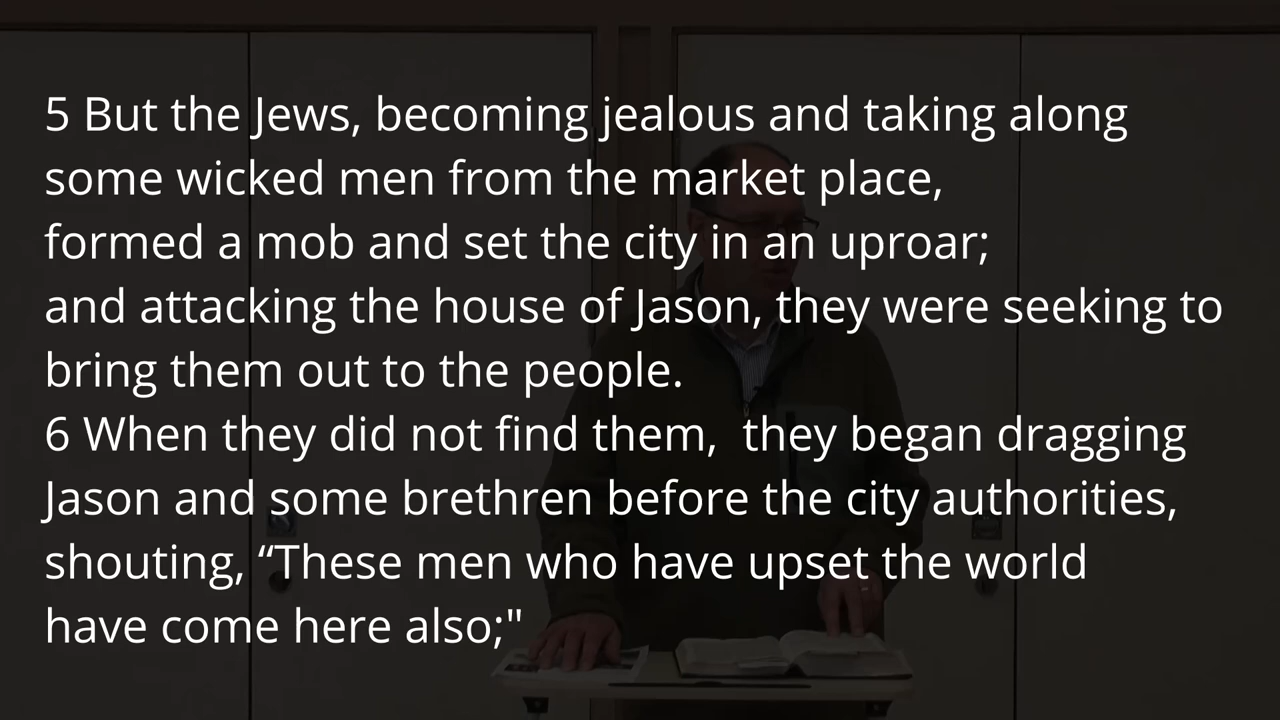 5 But the Jews, becoming jealous and taking along
some wicked men from the market place,
formed a mob and set the city in an uproar;
and attacking the house of Jason, they were seeking to
bring them out to the people.
6 When they did not find them,  they began dragging
Jason and some brethren before the city authorities,
shouting, “These men who have upset the world
have come here also;"